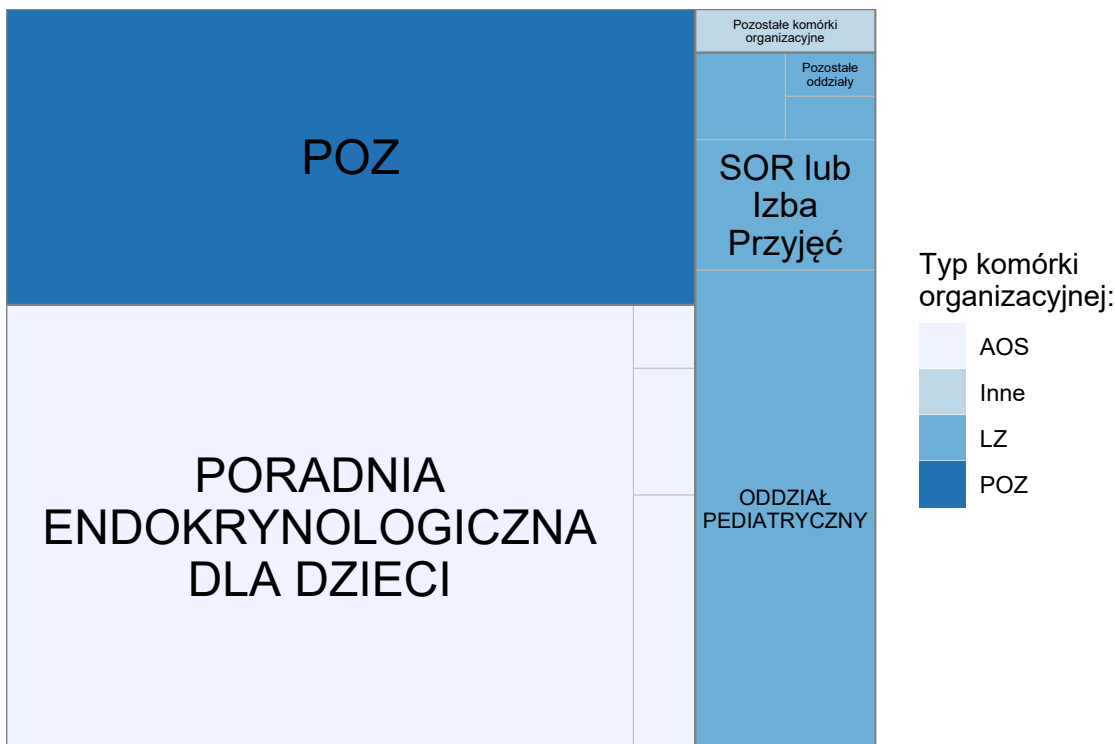 POZ
Pozostałe komórki
organizacyjne
Pozostałe
oddziały
SOR lub
Izba
Przyjęć
PORADNIA
ENDOKRYNOLOGICZNA
DLA DZIECI
ODDZIAŁ
PEDIATRYCZNY
Typ komórki
organizacyjnej:
AOS
Inne
LZ
POZ